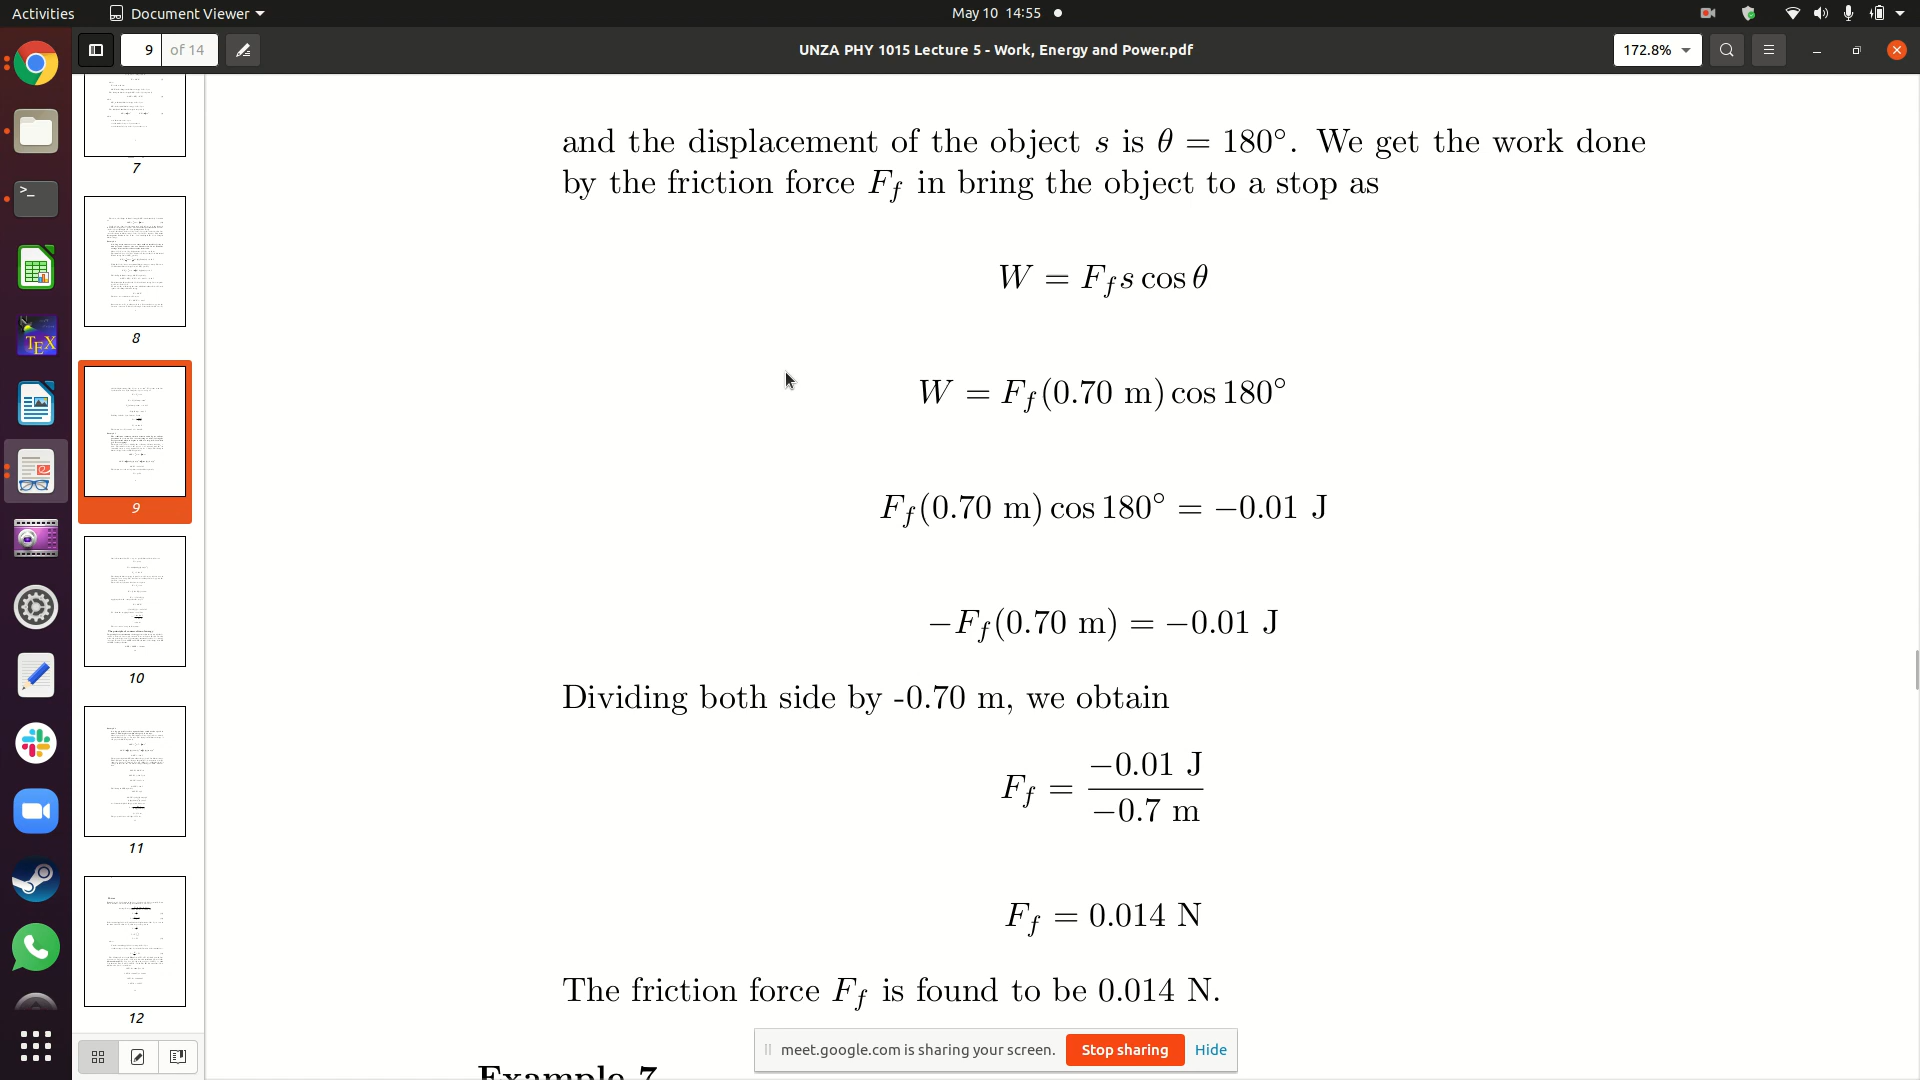 Activities Document Viewer May 10 14:55
9 of 14 UNZA PHY 1015 Lecture 5 - Work, Energy and Power.pdf 172.8%
7
8
9
10
11
12
and the displacement of the object s is θ = 180°. We get the work done
by the friction force F_f in bring the object to a stop as
W = F_f s cos θ
W = F_f(0.70 m) cos 180°
F_f(0.70 m) cos 180° = −0.01 J
−F_f(0.70 m) = −0.01 J
Dividing both side by -0.70 m, we obtain
F_f = −0.01 J / −0.7 m
F_f = 0.014 N
The friction force F_f is found to be 0.014 N.
Example 7
meet.google.com is sharing your screen. Stop sharing Hide